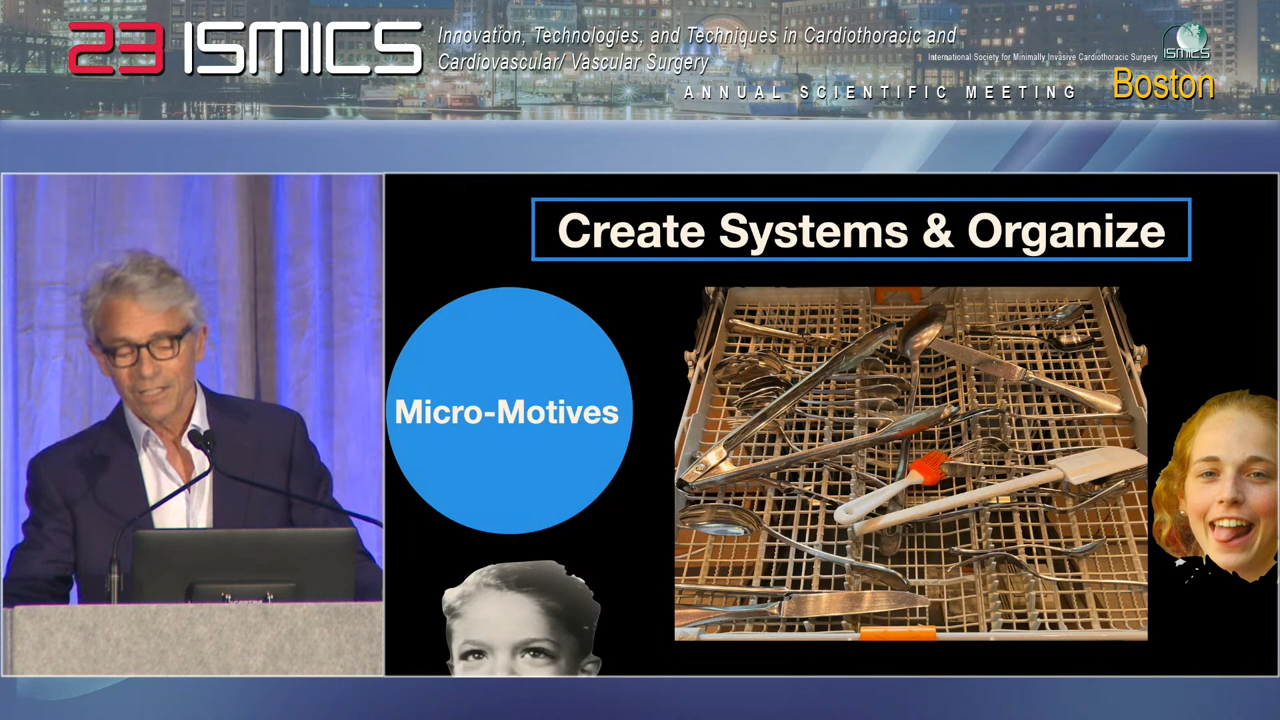 23 ISMICS
Innovation, Technologies, and Techniques in Cardiothoracic and
Cardiovascular/ Vascular Surgery
International Society for Minimally Invasive Cardiothoracic Surgery
ISMICS
ANNUAL SCIENTIFIC MEETING
Boston
Create Systems & Organize
Micro-Motives